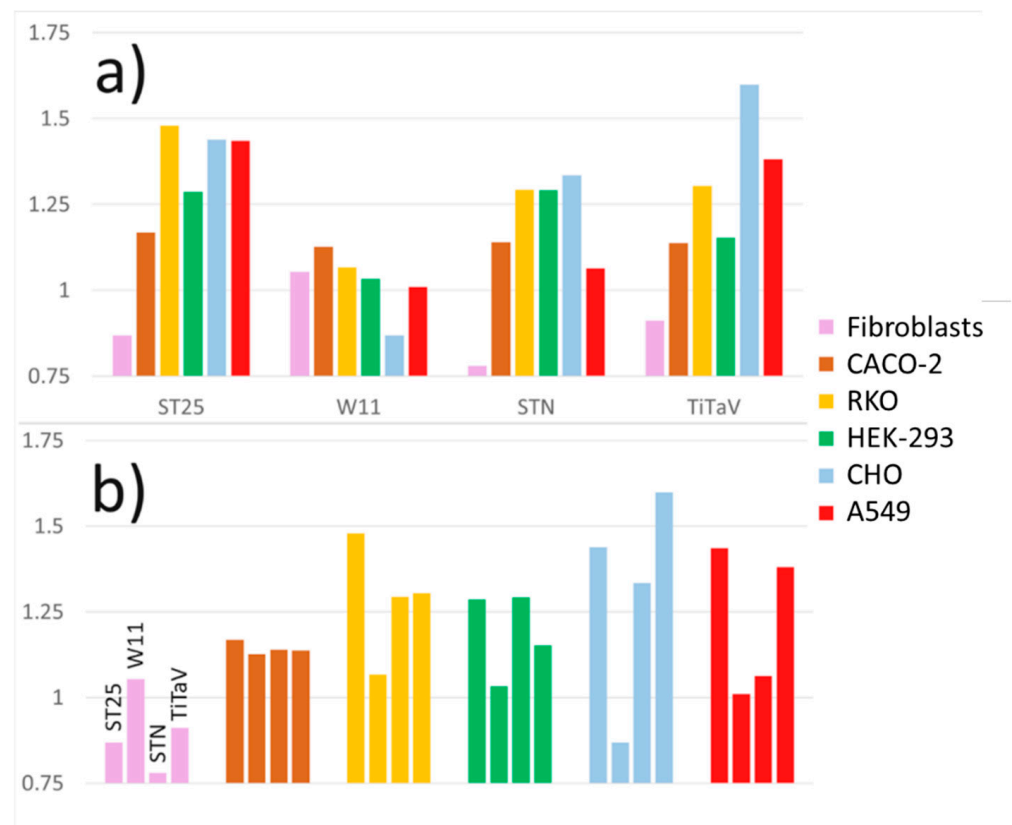 1.75
a)
1.5
1.25
1
0.75
ST25 W11 STN TiTaV
Fibroblasts
CACO-2
RKO
HEK-293
CHO
A549
1.75
b)
1.5
1.25
1
0.75
ST25
W11
STN
TiTaV